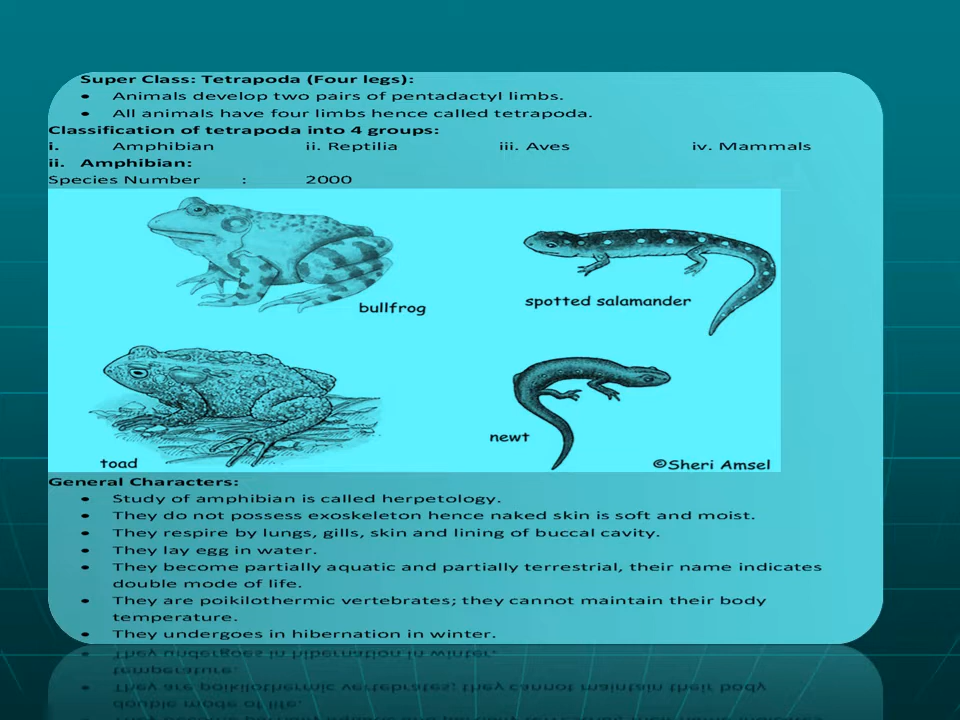 Super Class: Tetrapoda (Four legs):
• Animals develop two pairs of pentadactyl limbs.
• All animals have four limbs hence called tetrapoda.
Classification of tetrapoda into 4 groups:
i. Amphibian ii. Reptilia iii. Aves iv. Mammals
ii. Amphibian:
Species Number : 2000
bullfrog
spotted salamander
toad
newt
©Sheri Amsel
General Characters:
• Study of amphibian is called herpetology.
• They do not possess exoskeleton hence naked skin is soft and moist.
• They respire by lungs, gills, skin and lining of buccal cavity.
• They lay egg in water.
• They become partially aquatic and partially terrestrial, their name indicates
double mode of life.
• They are poikilothermic vertebrates; they cannot maintain their body
temperature.
• They undergoes in hibernation in winter.